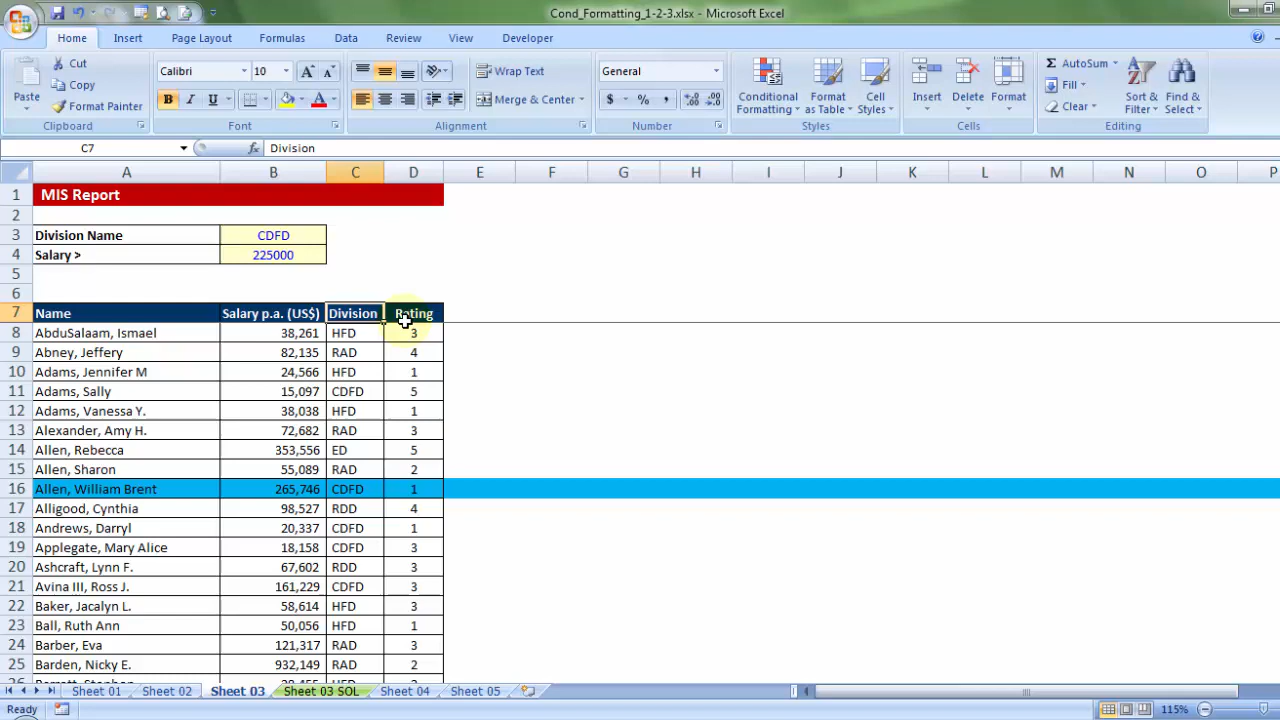 Cond_Formatting_1-2-3.xlsx - Microsoft Excel
Home Insert Page Layout Formulas Data Review View Developer
Paste Cut Copy Format Painter
Calibri 10 B I U A
Wrap Text Merge & Center
General $ % ,
Conditional Formatting Format as Table Cell Styles
Insert Delete Format
Σ AutoSum Fill Clear Sort & Filter Find & Select
Clipboard Font Alignment Number Styles Cells Editing
C7 fx Division
A B C D E F G H I J K L M N O P
1 MIS Report
2
3 Division Name CDFD
4 Salary > 225000
5
6
7 Name Salary p.a. (US$) Division Rating
8 AbduSalaam, Ismael 38,261 HFD 3
9 Abney, Jeffery 82,135 RAD 4
10 Adams, Jennifer M 24,566 HFD 1
11 Adams, Sally 15,097 CDFD 5
12 Adams, Vanessa Y. 38,038 HFD 1
13 Alexander, Amy H. 72,682 RAD 3
14 Allen, Rebecca 353,556 ED 5
15 Allen, Sharon 55,089 RAD 2
16 Allen, William Brent 265,746 CDFD 1
17 Alligood, Cynthia 98,527 RDD 4
18 Andrews, Darryl 20,337 CDFD 1
19 Applegate, Mary Alice 18,158 CDFD 3
20 Ashcraft, Lynn F. 67,602 RDD 3
21 Avina III, Ross J. 161,229 CDFD 3
22 Baker, Jacalyn L. 58,614 HFD 3
23 Ball, Ruth Ann 50,056 HFD 1
24 Barber, Eva 121,317 RAD 3
25 Barden, Nicky E. 932,149 RAD 2
Sheet 01 Sheet 02 Sheet 03 Sheet 03 SOL Sheet 04 Sheet 05
Ready 115%